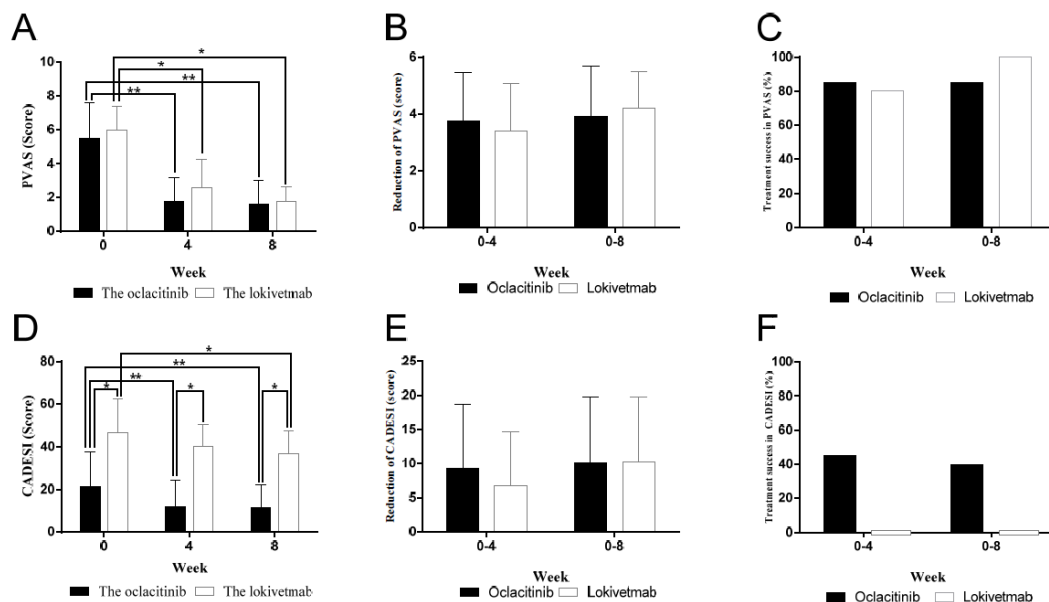 A
PVAS (Score)
10
8
6
4
2
0
*
*
**
**
0 4 8
Week
The oclacitinib The lokivetmab
B
Reduction of PVAS (score)
6
4
2
0
0-4 0-8
Week
Oclacitinib Lokivetmab
C
Treatment success in PVAS (%)
100
80
60
40
20
0
0-4 0-8
Week
Oclacitinib Lokivetmab
D
CADESI (Score)
80
60
40
20
0
*
**
**
*
*
*
0 4 8
Week
The oclacitinib The lokivetmab
E
Reduction of CADESI (score)
25
20
15
10
5
0
0-4 0-8
Week
Oclacitinib Lokivetmab
F
Treatment success in CADESI (%)
100
80
60
40
20
0
0-4 0-8
Week
Oclacitinib Lokivetmab